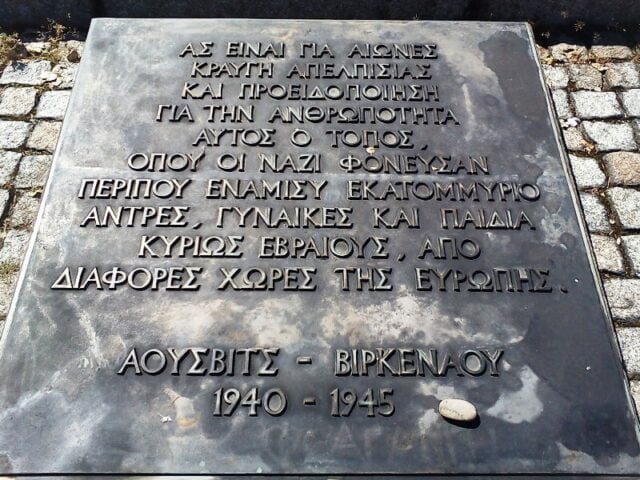 ΑΣ ΕΙΝΑΙ ΓΙΑ ΑΙΩΝΕΣ
ΚΡΑΥΓΗ ΑΠΕΛΠΙΣΙΑΣ
ΚΑΙ ΠΡΟΕΙΔΟΠΟΙΗΣΗ
ΓΙΑ ΤΗΝ ΑΝΘΡΩΠΟΤΗΤΑ
ΑΥΤΟΣ Ο ΤΟΠΟΣ,
ΟΠΟΥ ΟΙ ΝΑΖΙ ΦΟΝΕΥΣΑΝ
ΠΕΡΙΠΟΥ ΕΝΑΜΙΣΥ ΕΚΑΤΟΜΜΥΡΙΟ
ΑΝΤΡΕΣ, ΓΥΝΑΙΚΕΣ ΚΑΙ ΠΑΙΔΙΑ
ΚΥΡΙΩΣ ΕΒΡΑΙΟΥΣ, ΑΠΟ
ΔΙΑΦΟΡΕΣ ΧΩΡΕΣ ΤΗΣ ΕΥΡΩΠΗΣ.
ΑΟΥΣΒΙΤΣ - ΒΙΡΚΕΝΑΟΥ
1940 - 1945